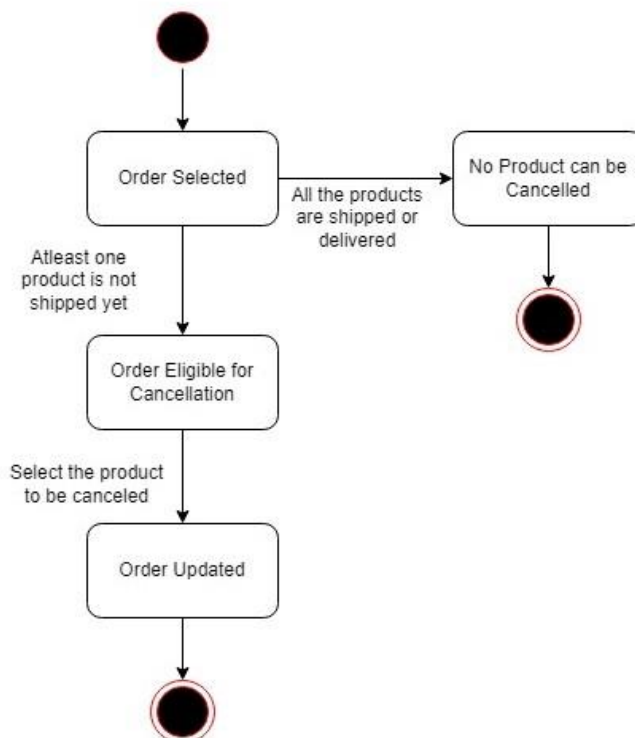 Order Selected
All the products
are shipped or
delivered
No Product can be
Cancelled
Atleast one
product is not
shipped yet
Order Eligible for
Cancellation
Select the product
to be canceled
Order Updated